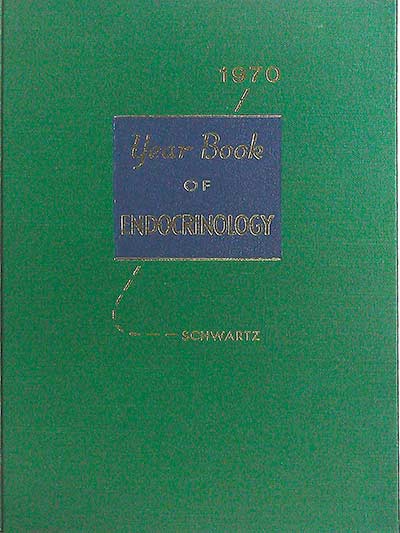 1970
Year Book
OF
ENDOCRINOLOGY
SCHWARTZ